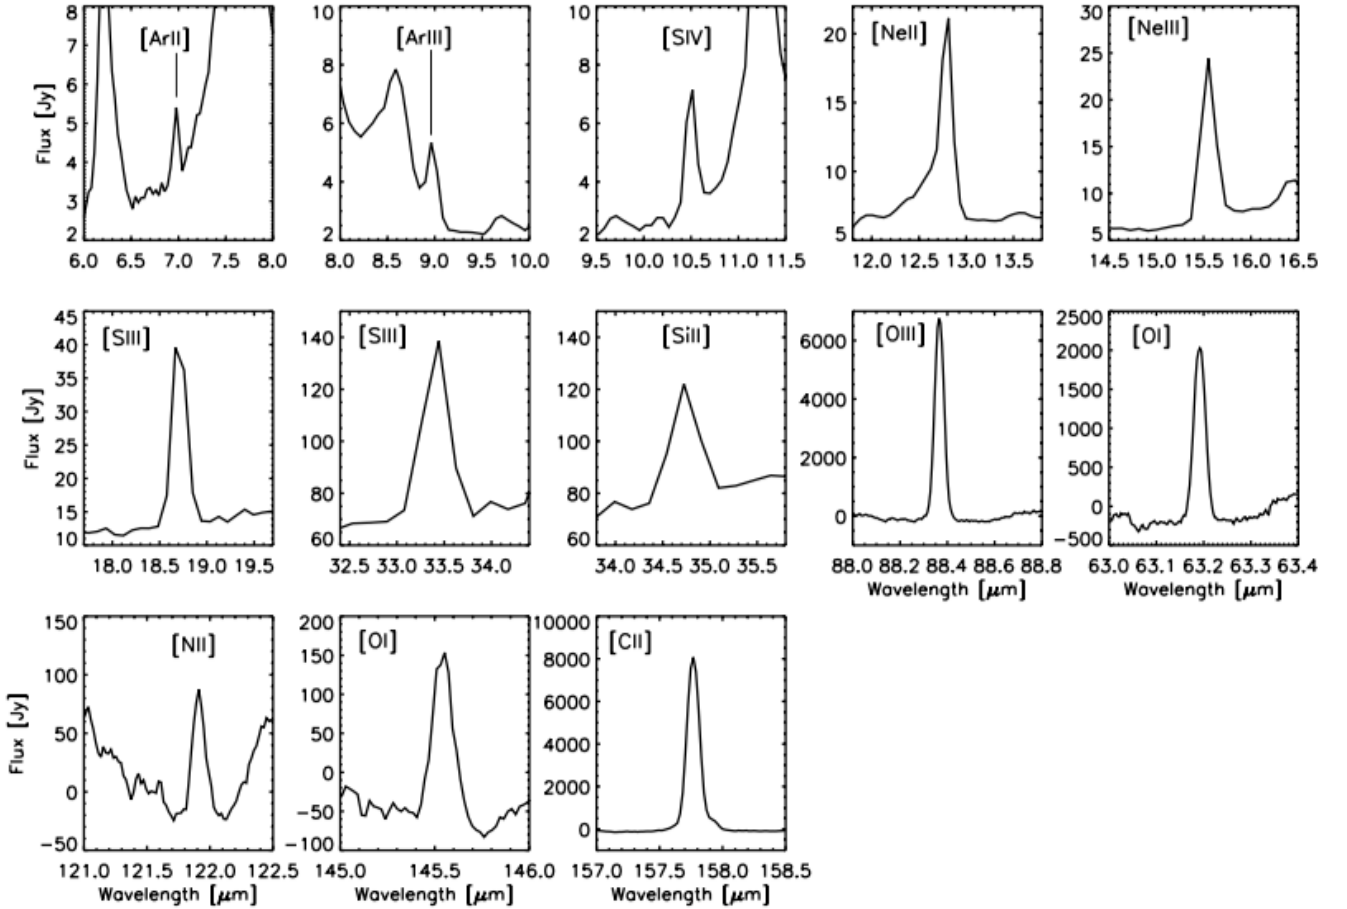 [ArII]
8
7
6
5
4
3
2
Flux [Jy]
6.0 6.5 7.0 7.5 8.0
[ArIII]
10
8
6
4
2
8.0 8.5 9.0 9.5 10.0
[SIV]
10
8
6
4
2
9.5 10.0 10.5 11.0 11.5
[NeII]
20
15
10
5
12.0 12.5 13.0 13.5
[NeIII]
30
25
20
15
10
5
14.5 15.0 15.5 16.0 16.5
[SIII]
45
40
35
30
25
20
15
10
Flux [Jy]
18.0 18.5 19.0 19.5
[SIII]
140
120
100
80
60
32.5 33.0 33.5 34.0
[SiII]
140
120
100
80
60
34.0 34.5 35.0 35.5
[OIII]
6000
4000
2000
0
88.0 88.2 88.4 88.6 88.8
Wavelength [μm]
[OI]
2500
2000
1500
1000
500
0
−500
63.0 63.1 63.2 63.3 63.4
Wavelength [μm]
[NII]
150
100
50
0
−50
Flux [Jy]
121.0 121.5 122.0 122.5
Wavelength [μm]
[OI]
200
150
100
50
0
−50
−100
145.0 145.5 146.0
Wavelength [μm]
[CII]
10000
8000
6000
4000
2000
0
157.0 157.5 158.0 158.5
Wavelength [μm]